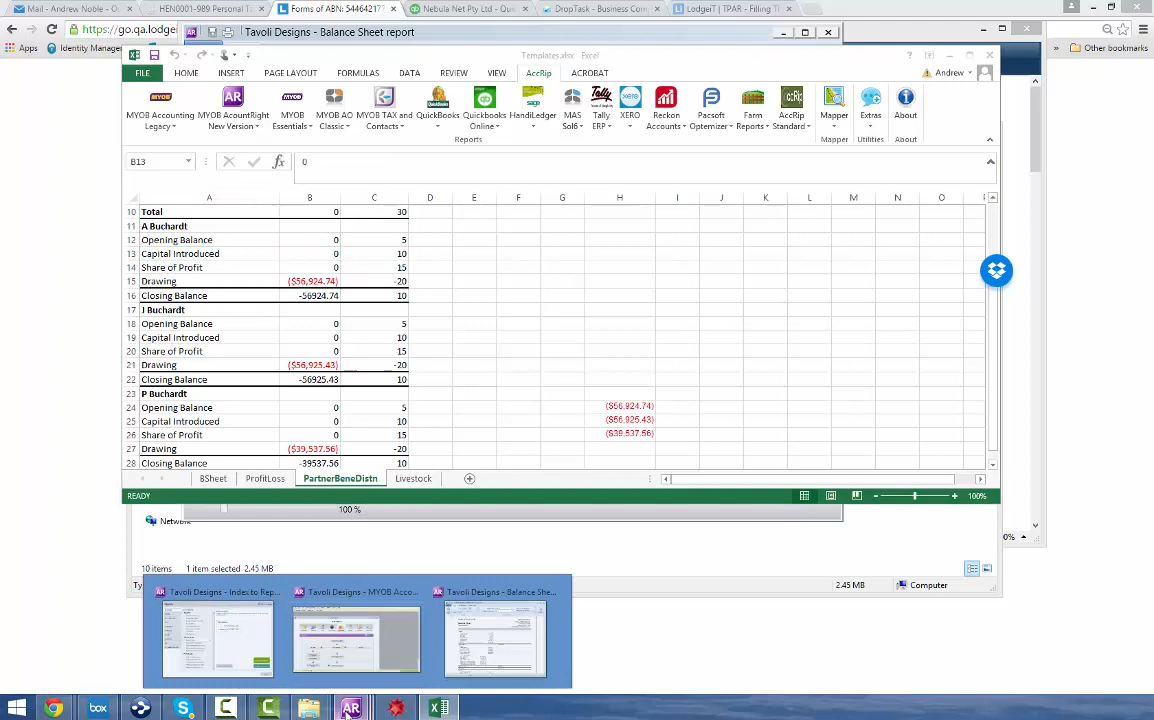 Mail - Andrew Noble - O
HEN0001-989 Personal T
Forms of ABN: 544642177
Nebula Net Pty Ltd - Qu
DropTask - Business Com
LodgeiT | TPAR - Filling Th
https://go.qa.lodgei
Tavoli Designs - Balance Sheet report
Apps
Identity Manager
Other bookmarks
Templates.xlsx - Excel
FILE
HOME
INSERT
PAGE LAYOUT
FORMULAS
DATA
REVIEW
VIEW
AccRip
ACROBAT
Andrew
MYOB Accounting Legacy
MYOB AccountRight New Version
MYOB Essentials
MYOB AO Classic
MYOB TAX and Contacts
QuickBooks
Quickbooks Online
HandiLedger
MAS Sol6
Tally ERP
XERO
Reckon Accounts
Pacsoft Optemizer
Farm Reports
AccRip Standard
Mapper
Extras
About
Reports
Mapper
Utilities
About
B13
fx
0
A B C D E F G H I J K L M N O
10 Total 0 30
11 A Buchardt
12 Opening Balance 0 5
13 Capital Introduced 0 10
14 Share of Profit 0 15
15 Drawing ($56,924.74) -20
16 Closing Balance -56924.74 10
17 J Buchardt
18 Opening Balance 0 5
19 Capital Introduced 0 10
20 Share of Profit 0 15
21 Drawing ($56,925.43) -20
22 Closing Balance -56925.43 10
23 P Buchardt
24 Opening Balance 0 5 ($56,924.74)
25 Capital Introduced 0 10 ($56,925.43)
26 Share of Profit 0 15 ($39,537.56)
27 Drawing ($39,537.56) -20
28 Closing Balance -39537.56 10
BSheet
ProfitLoss
PartnerBeneDistn
Livestock
READY
100%
100 %
Network
10 items 1 item selected 2.45 MB
2.45 MB
Computer
Tavoli Designs - Index to Rep...
Tavoli Designs - MYOB Acco...
Tavoli Designs - Balance She...
box
AR